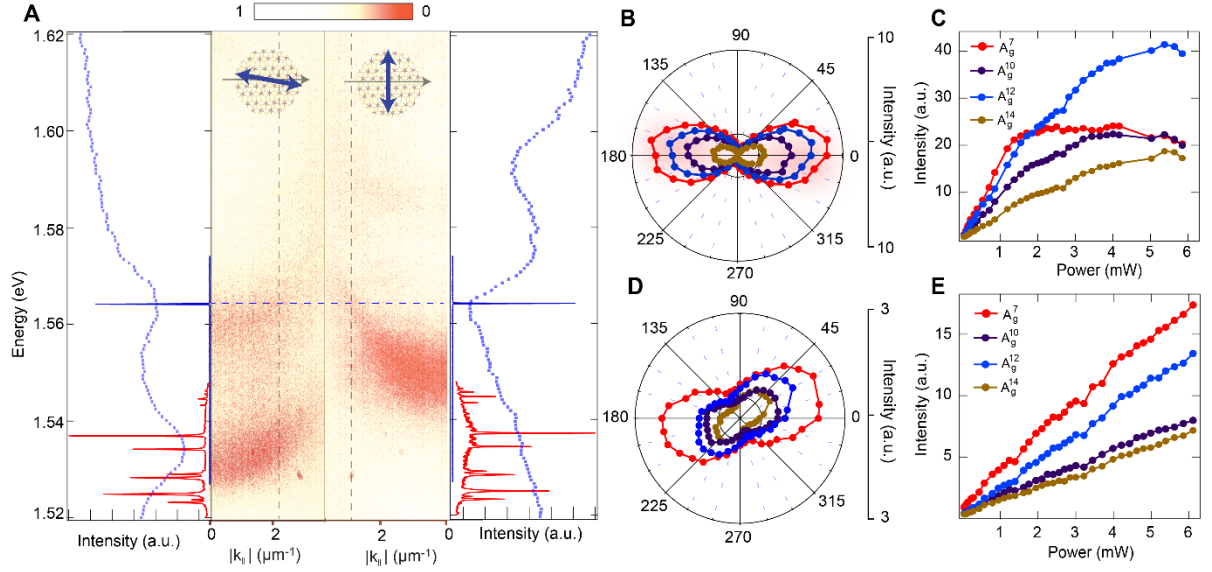 A
1 0
1.62
1.60
1.58
1.56
1.54
1.52
Energy (eV)
Intensity (a.u.)
0 2
|k∥| (µm⁻¹)
2 0
|k∥| (µm⁻¹)
Intensity (a.u.)
B
90
135 45
180 0
225 315
270
10
0
10
Intensity (a.u.)
C
A_g^7
A_g^10
A_g^12
A_g^14
40
30
20
10
Intensity (a.u.)
0 1 2 3 4 5 6
Power (mW)
D
90
135 45
180 0
225 315
270
3
0
3
Intensity (a.u.)
E
A_g^7
A_g^10
A_g^12
A_g^14
15
10
5
Intensity (a.u.)
0 1 2 3 4 5 6
Power (mW)